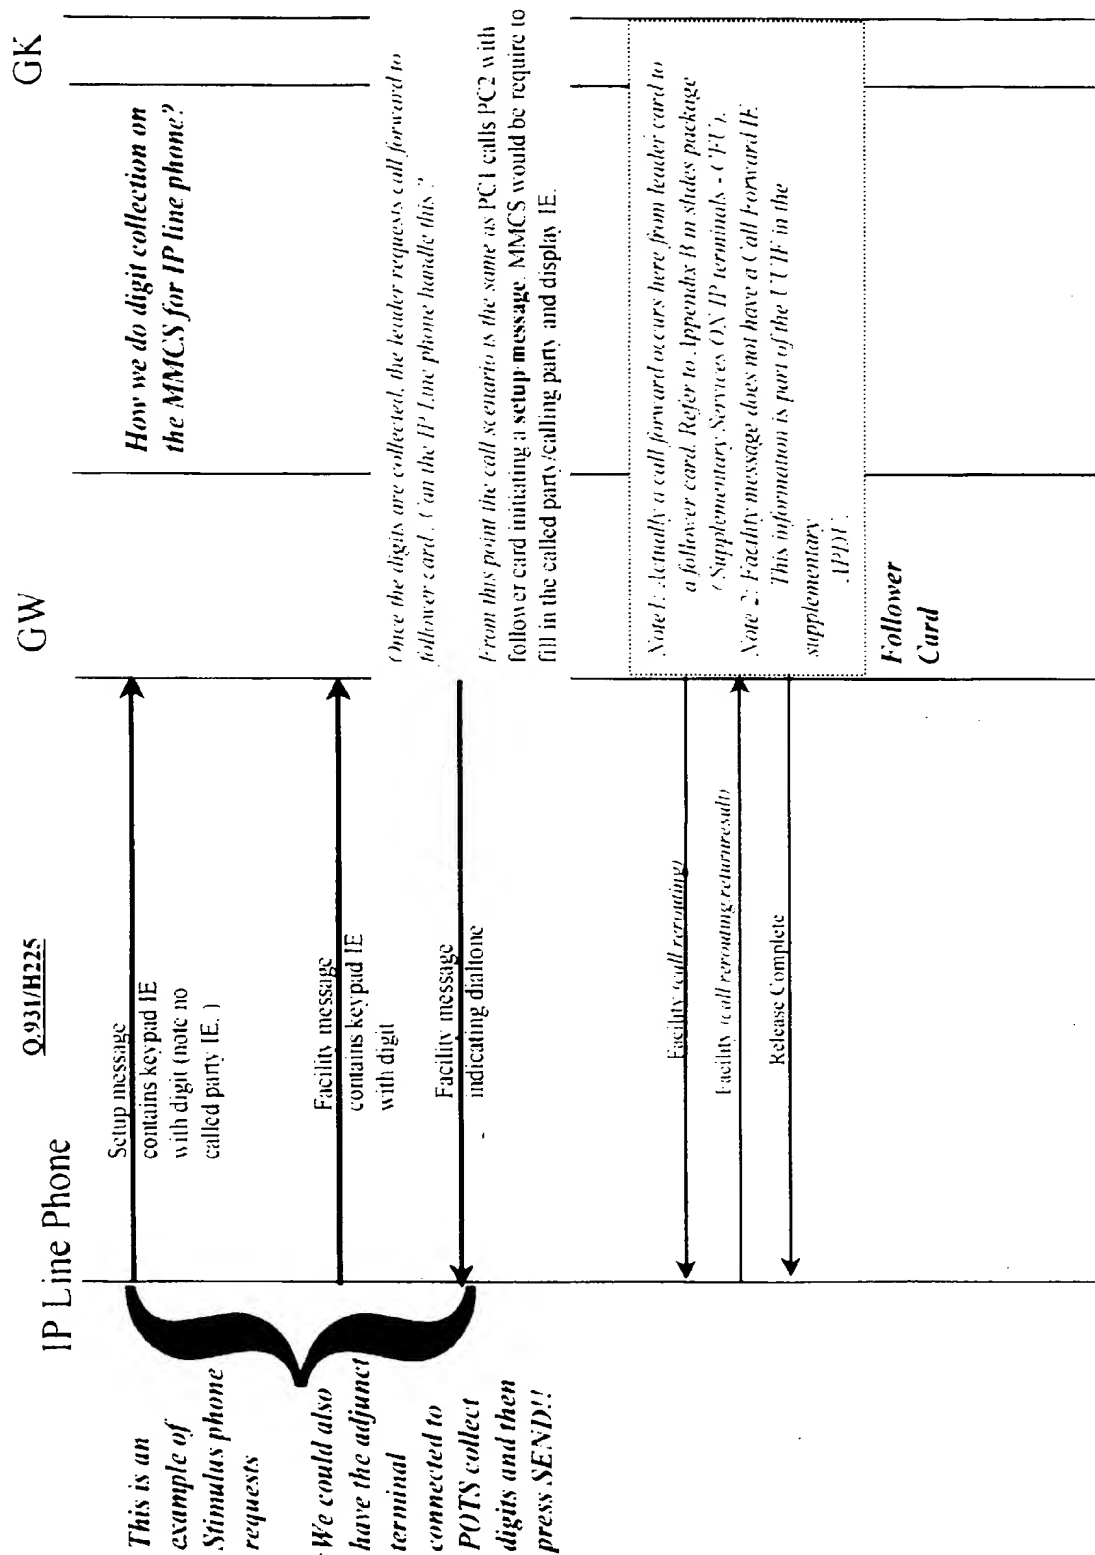 IP Line Phone
GW
GK
Q.931/H225
This is an
example of
Stimulus phone
requests
We could also
have the adjunct
terminal
connected to
POTS collect
digits and then
press SEND!!
Setup message
contains keypad IE
with digit (note no
called party IE. )
Facility message
contains keypad IE
with digit
Facility message
indicating dialtone
Facility (call rerouting)
Facility (call rerouting returnresult)
Release Complete
How we do digit collection on
the MMCS for IP line phone?
Once the digits are collected, the leader requests call forward to
follower card. Can the IP Line phone handle this?
From this point the call scenario is the same as PC1 calls PC2 with
follower card initiating a setup message. MMCS would be require to
fill in the called party/calling party and display IE.
Note1: Actually a call forward occurs here from leader card to
a follower card. Refer to Appendix B in slides package
(Supplementary Services ON IP terminals - CFU).
Note 2: Facility message does not have a Call Forward IE
This information is part of the UUIE in the
supplementary
APDU.
Follower
Card